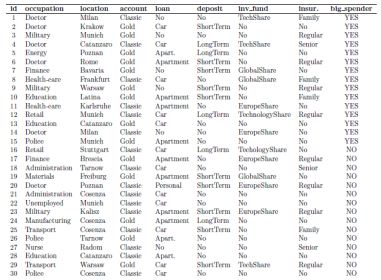 id occupation location account loan deposit inv_fund insur. big_spender
1 Doctor Milan Classic No No TechShare Family YES
2 Doctor Krakow Gold Car ShortTerm No No YES
3 Military Munich Gold No No No Regular YES
4 Doctor Catanzaro Classic Car LongTerm TechShare Senior YES
5 Energy Poznan Gold Apart. LongTerm No No YES
6 Doctor Rome Gold Apartment ShortTerm No Regular YES
7 Finance Bavaria Gold No ShortTerm GlobalShare No YES
8 Health-care Frankfurt Classic Car No GlobalShare Family YES
9 Military Warsaw Gold No ShortTerm No Regular YES
10 Education Latina Gold Apartment ShortTerm No Family YES
11 Health-care Karlsruhe Classic Apartment No EuropeShare No YES
12 Retail Munich Classic Car LongTerm TechnologyShare Regular YES
13 Education Catanzaro Gold Car No No No YES
14 Doctor Milan Classic No No EuropeShare No YES
15 Police Munich Gold Apartment No No No YES
16 Retail Stuttgart Classic Car LongTerm TechologyShare No NO
17 Finance Brescia Gold Apartment No EuropeShare Regular NO
18 Administration Tarnow Classic Car No No Senior NO
19 Materials Freiburg Gold Apartment ShortTerm GlobalShare No NO
20 Doctor Poznan Classic Personal ShortTerm EuropeShare Regular NO
21 Administration Cosenza Classic Car No No No NO
22 Unemployed Munich Classic Car No No No NO
23 Military Kalisz Classic Apartment ShortTerm EuropeShare Regular NO
24 Manufacturing Cosenza Classic Apartment LongTerm No No NO
25 Transport Cosenza Classic Car ShortTerm No Family NO
26 Police Tarnow Gold Apart. No No No NO
27 Nurse Radom Classic No No No Senior NO
28 Education Catanzaro Classic Apart. No No No NO
29 Transport Warsaw Gold Car ShortTerm TechShare Regular NO
30 Police Cosenza Classic Car No No No NO